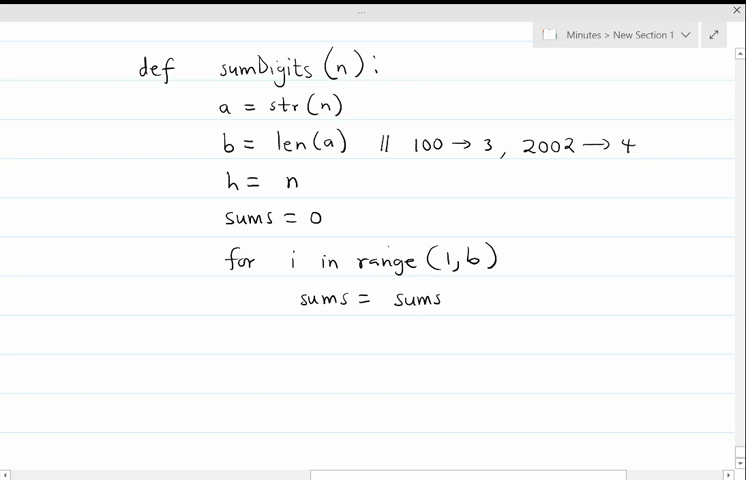 Minutes > New Section 1
def sumDigits (n):
a = str(n)
b = len(a) // 100 → 3, 2002 → 4
h = n
sums = 0
for i in range (1, b)
sums = sums